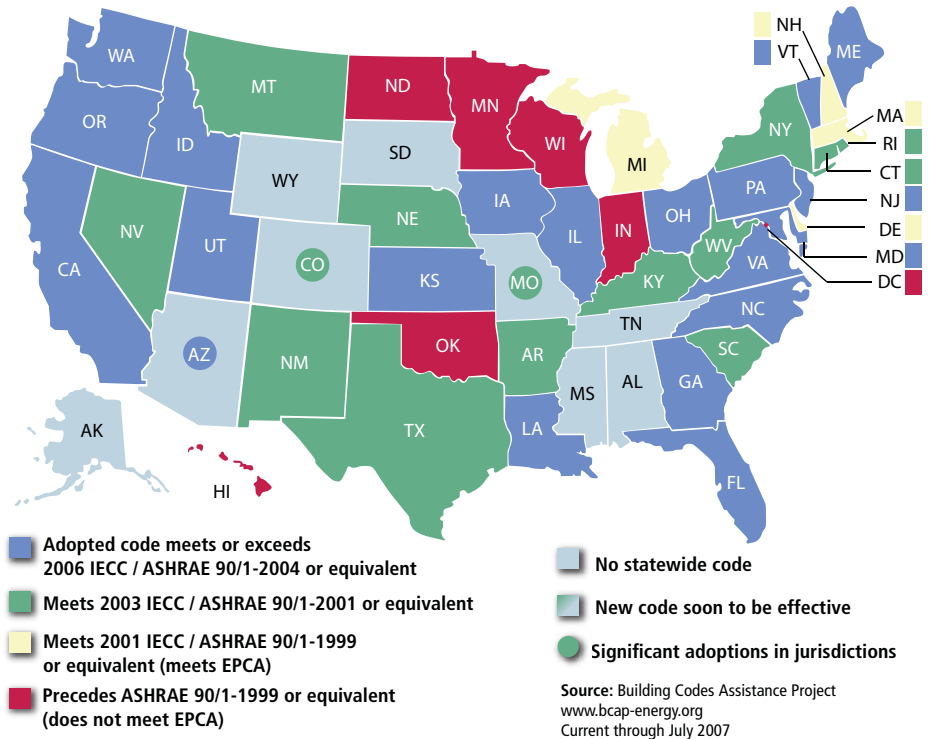 NH
WA
VT
ME
MT
ND
MN
MA
OR
NY
RI
ID
SD
WI
MI
CT
WY
PA
NJ
IA
NE
OH
DE
NV
IL
IN
UT
WV
MD
CO
CA
KS
MO
KY
VA
DC
NC
TN
AZ
OK
AR
SC
NM
MS
AL
GA
AK
TX
LA
FL
HI
Adopted code meets or exceeds
2006 IECC / ASHRAE 90/1-2004 or equivalent
Meets 2003 IECC / ASHRAE 90/1-2001 or equivalent
Meets 2001 IECC / ASHRAE 90/1-1999
or equivalent (meets EPCA)
Precedes ASHRAE 90/1-1999 or equivalent
(does not meet EPCA)
No statewide code
New code soon to be effective
Significant adoptions in jurisdictions
Source: Building Codes Assistance Project
www.bcap-energy.org
Current through July 2007